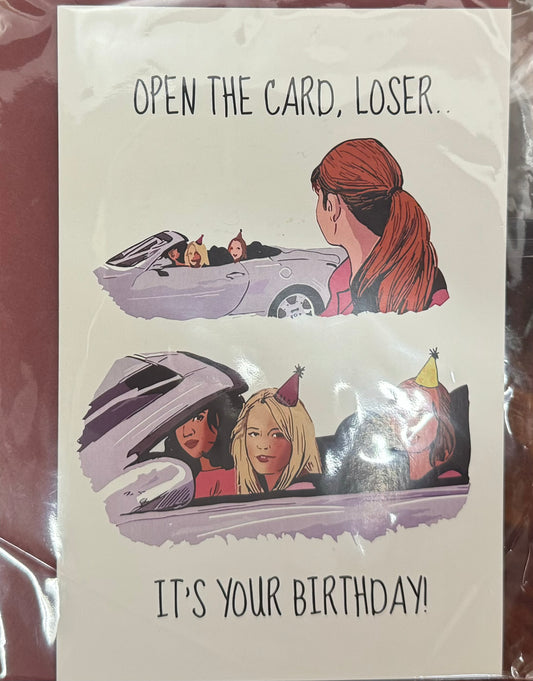 OPEN THE CARD, LOSER..
IT'S YOUR BIRTHDAY!